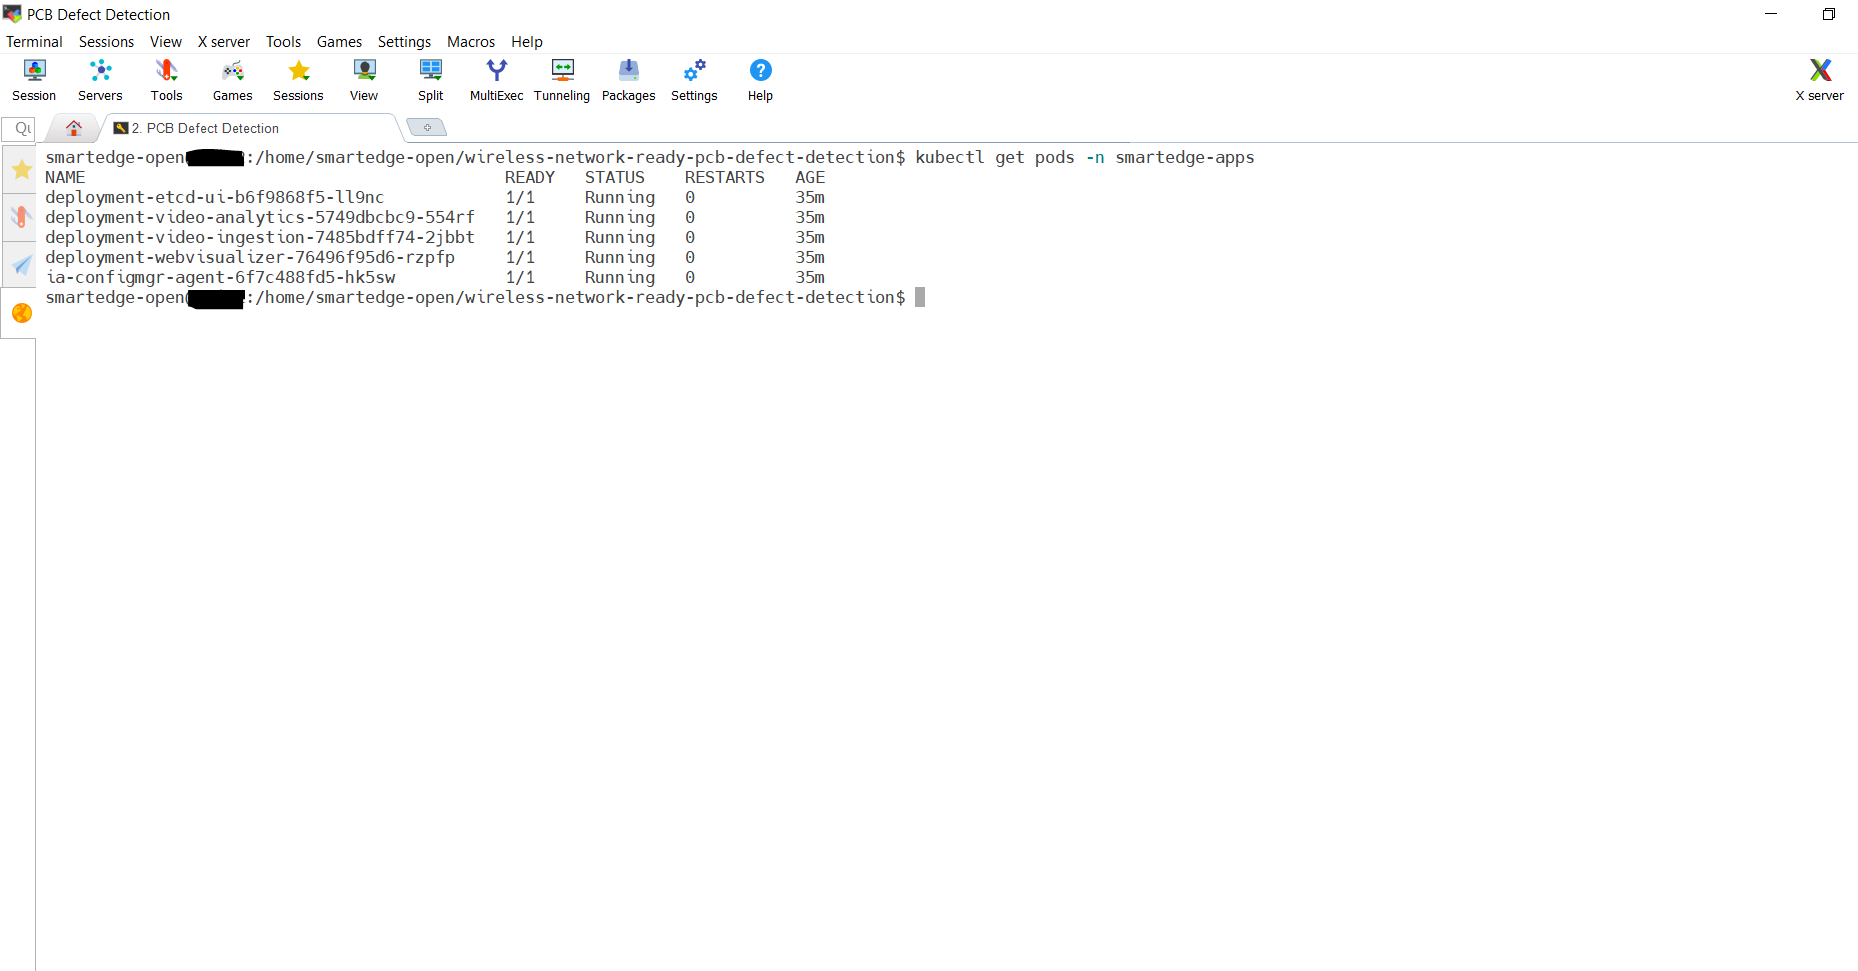 PCB Defect Detection
Terminal Sessions View X server Tools Games Settings Macros Help
Session Servers Tools Games Sessions View Split MultiExec Tunneling Packages Settings Help X server
2. PCB Defect Detection
smartedge-open :/home/smartedge-open/wireless-network-ready-pcb-defect-detection$ kubectl get pods -n smartedge-apps
NAME READY STATUS RESTARTS AGE
deployment-etcd-ui-b6f9868f5-ll9nc 1/1 Running 0 35m
deployment-video-analytics-5749dbcbc9-554rf 1/1 Running 0 35m
deployment-video-ingestion-7485bdff74-2jbbt 1/1 Running 0 35m
deployment-webvisualizer-76496f95d6-rzpfp 1/1 Running 0 35m
ia-configmgr-agent-6f7c488fd5-hk5sw 1/1 Running 0 35m
smartedge-open :/home/smartedge-open/wireless-network-ready-pcb-defect-detection$